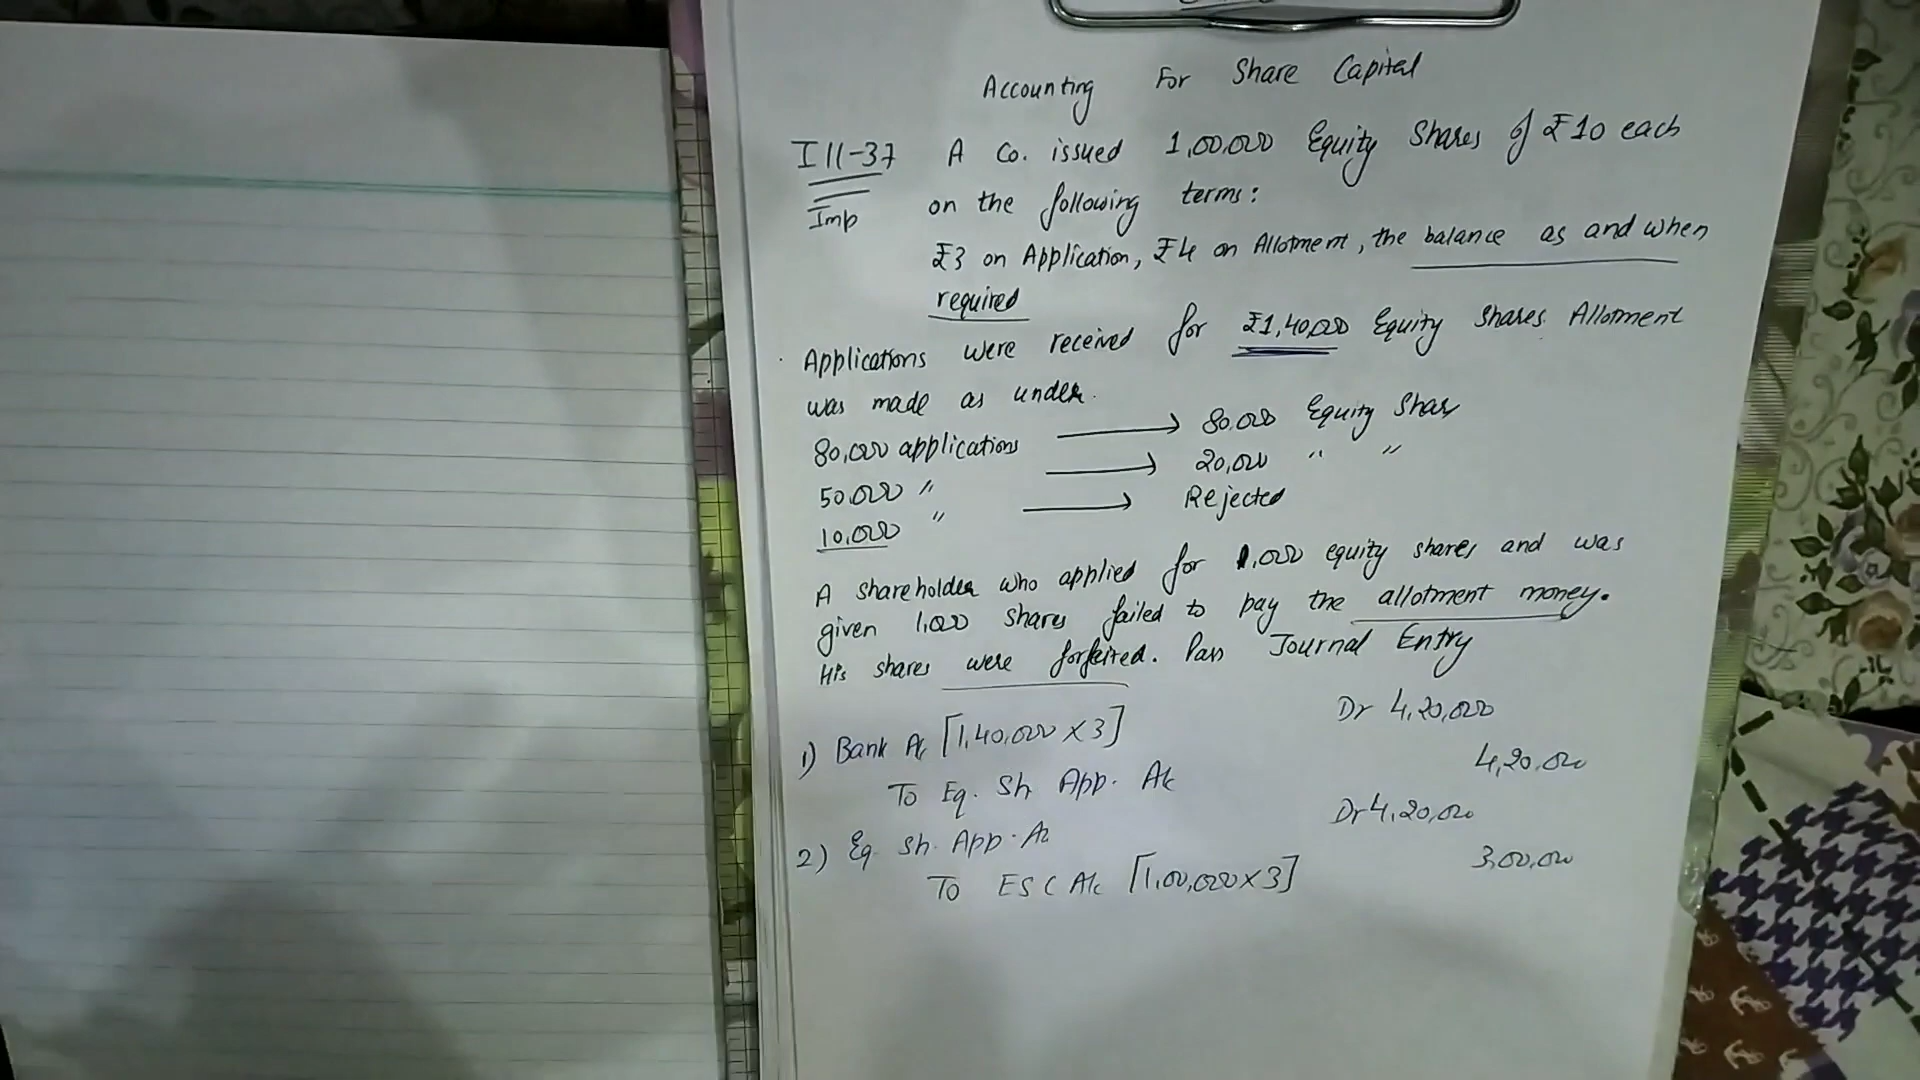 Accounting For Share Capital
I 11-37 A Co. issued 1,00,000 Equity Shares of ₹10 each
Imp on the following terms:
₹3 on Application, ₹4 on Allotment, the balance as and when
required
Applications were received for ₹1,40,000 Equity Shares Allotment
was made as under.
80,000 applications → 80,000 Equity Shar
50,000 " → 20,000 " "
10,000 " → Rejected
A shareholder who applied for 1,000 equity shares and was
given 1,000 shares failed to pay the allotment money.
His shares were forfeited. Pass Journal Entry
1) Bank A/c [1,40,000 × 3] Dr 4,20,000
To Eq. Sh App. A/c 4,20,000
2) Eq. Sh. App. A/c Dr 4,20,000
To ESC A/c [1,00,000 × 3] 3,00,000